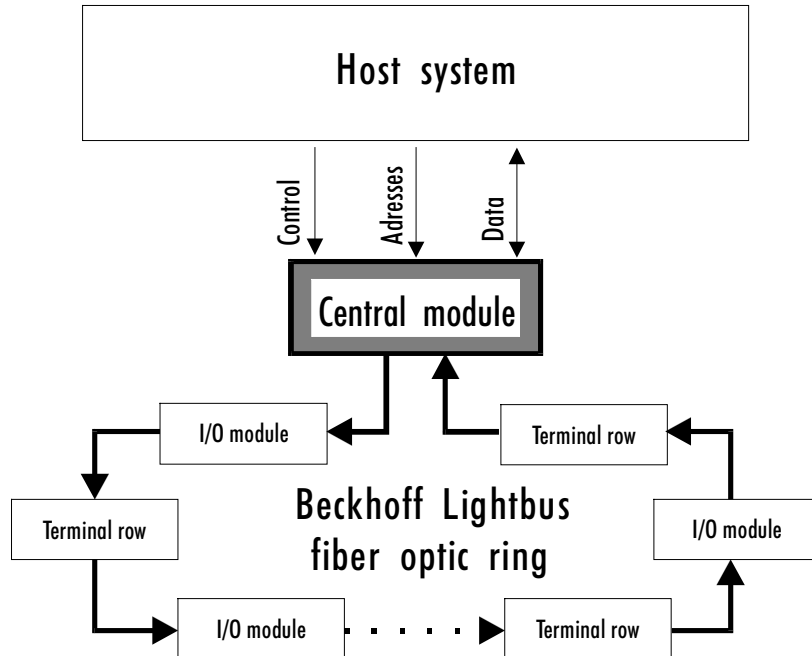 Host system
Control
Adresses
Data
Central module
I/O module
Terminal row
Terminal row
Beckhoff Lightbus
fiber optic ring
I/O module
I/O module
Terminal row